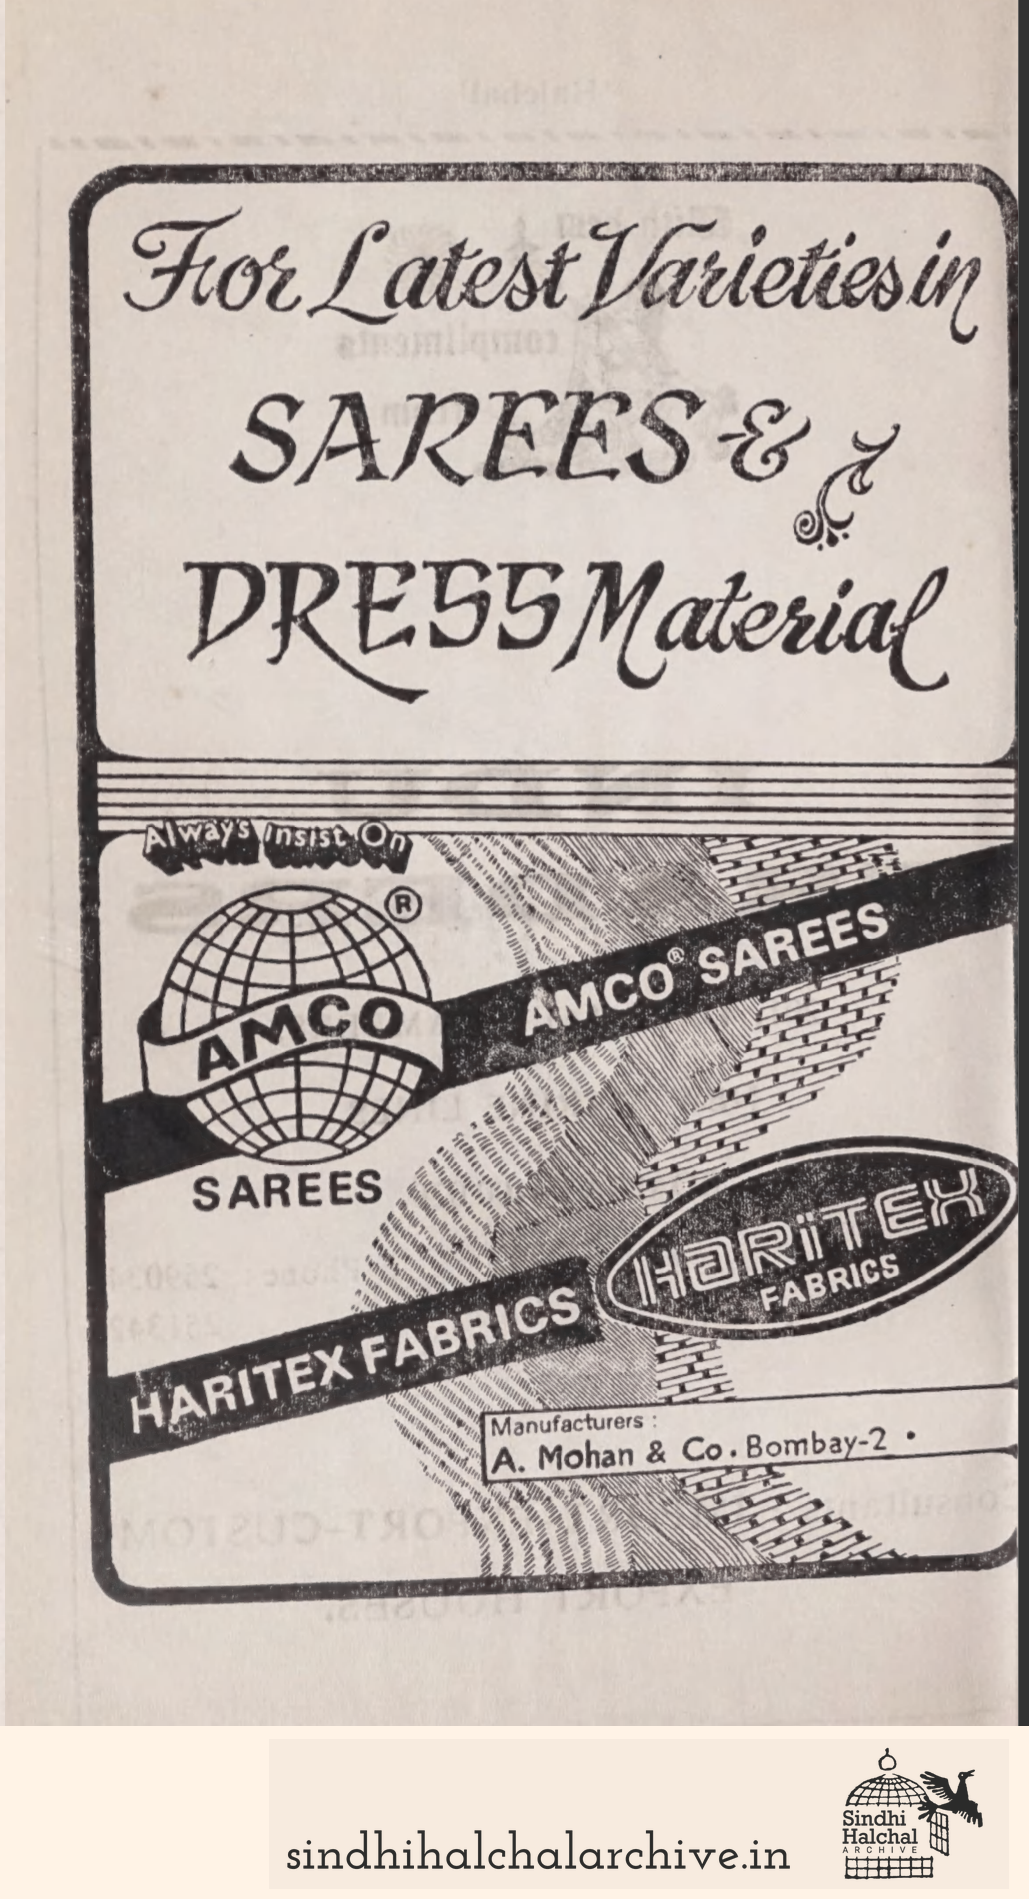 For Latest Varieties in
SAREES &
DRESS Material
Always Insist On
®
AMCO
SAREES
AMCO® SAREES
HARITEX
FABRICS
HARITEX FABRICS
Manufacturers :
A. Mohan & Co. Bombay-2
sindhihalchalarchive.in
Sindhi
Halchal
ARCHIVE